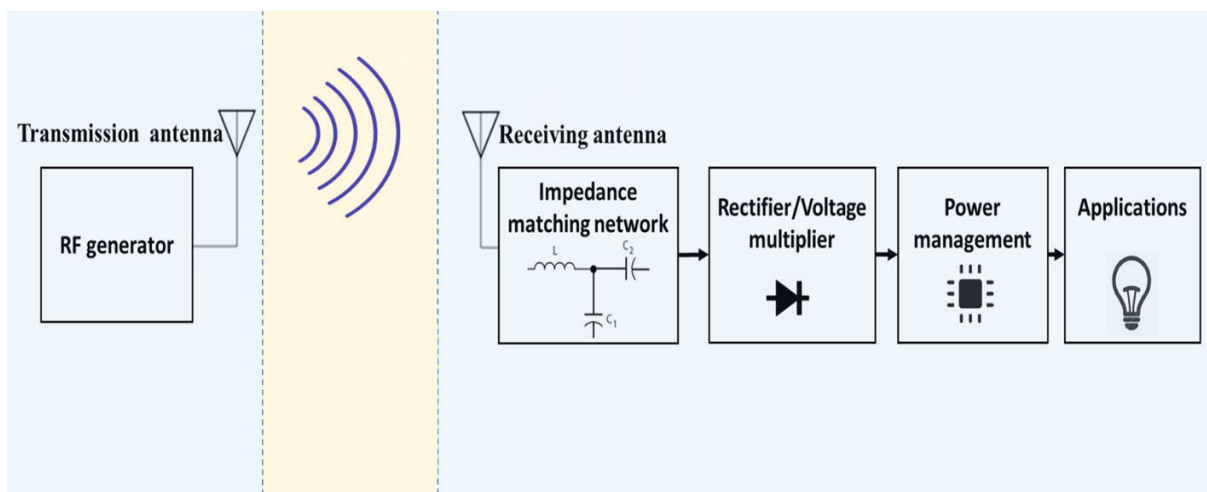 Transmission antenna
RF generator
Receiving antenna
Impedance
matching network
L
C2
C1
Rectifier/Voltage
multiplier
Power
management
Applications